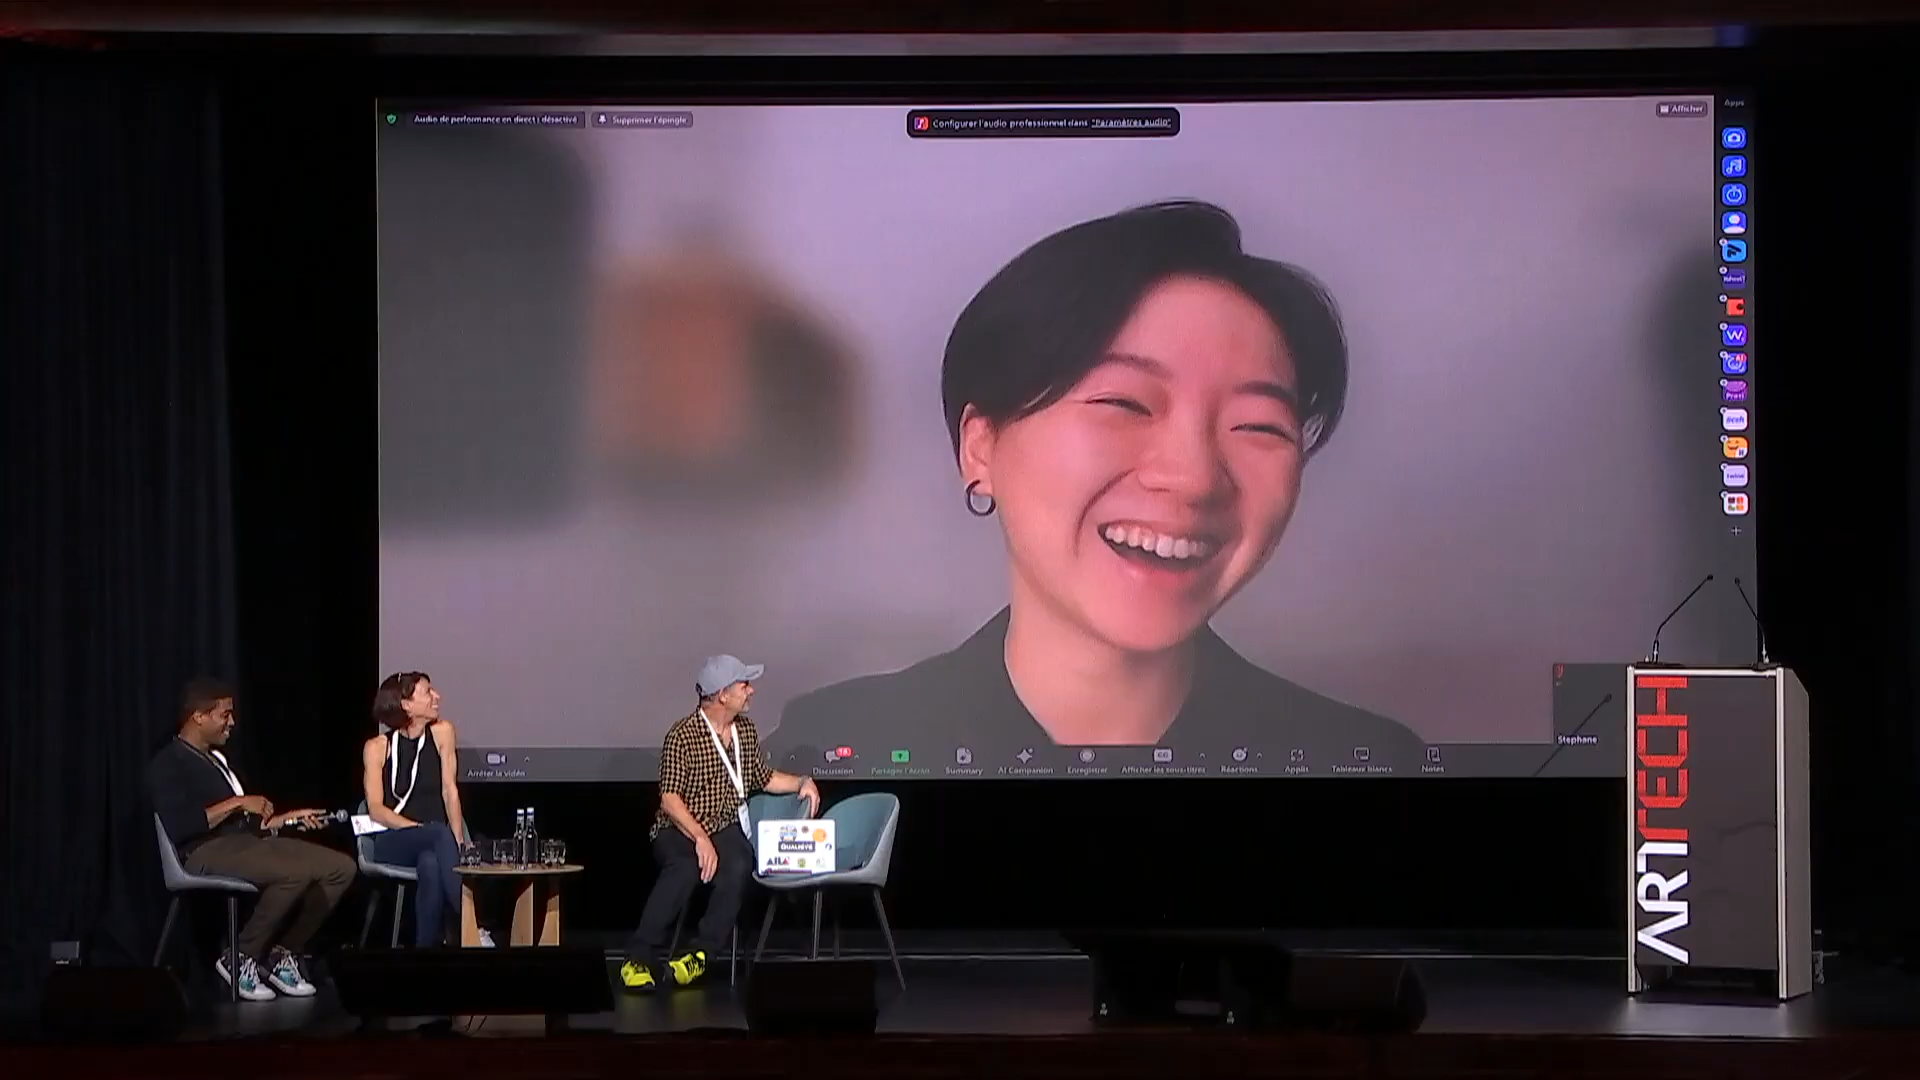 Audio de performance en direct : désactivé
Supprimer l'épingle
Configurer l'audio professionnel dans "Paramètres audio"
Afficher
Apps
Stephane
Arrêter la vidéo
Discussion
Partager l'écran
Summary
AI Companion
Enregistrer
Afficher les sous-titres
Réactions
Applis
Tableaux blancs
Notes
ARTECH